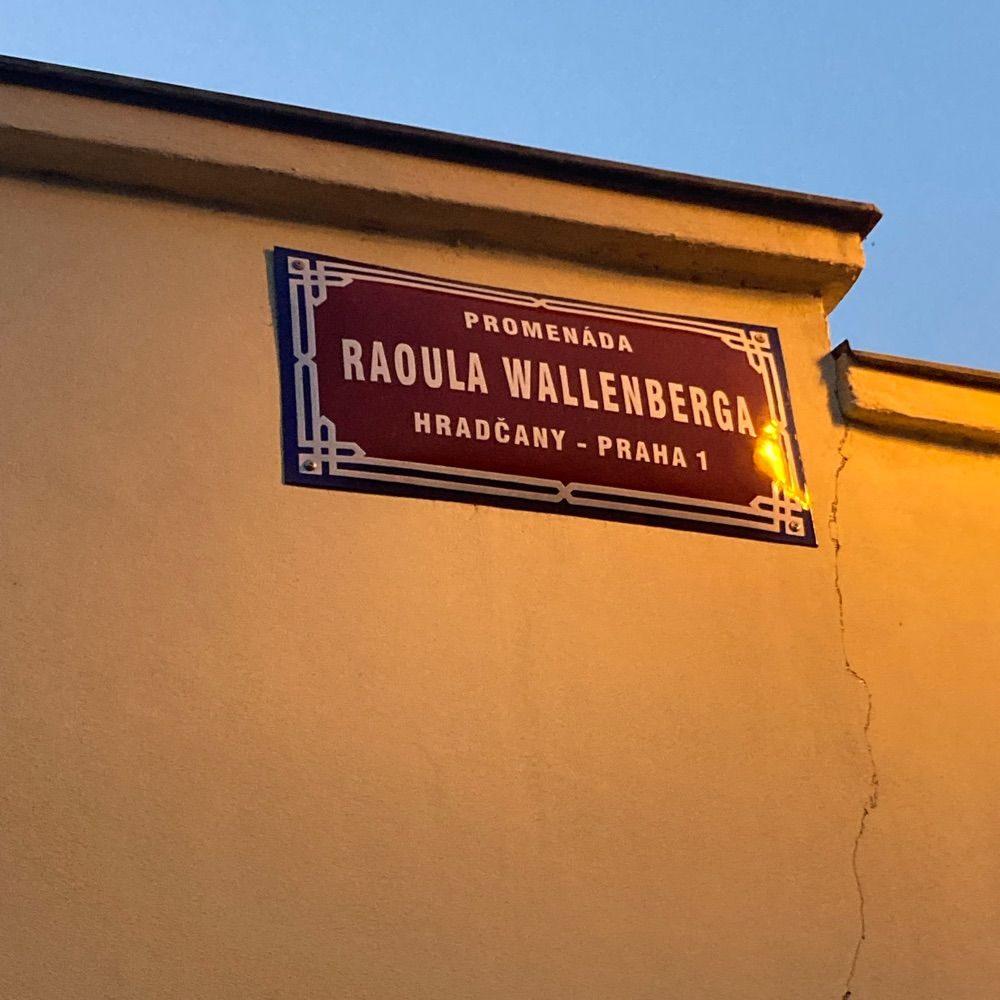 PROMENÁDA
RAOULA WALLENBERGA
HRADČANY - PRAHA 1